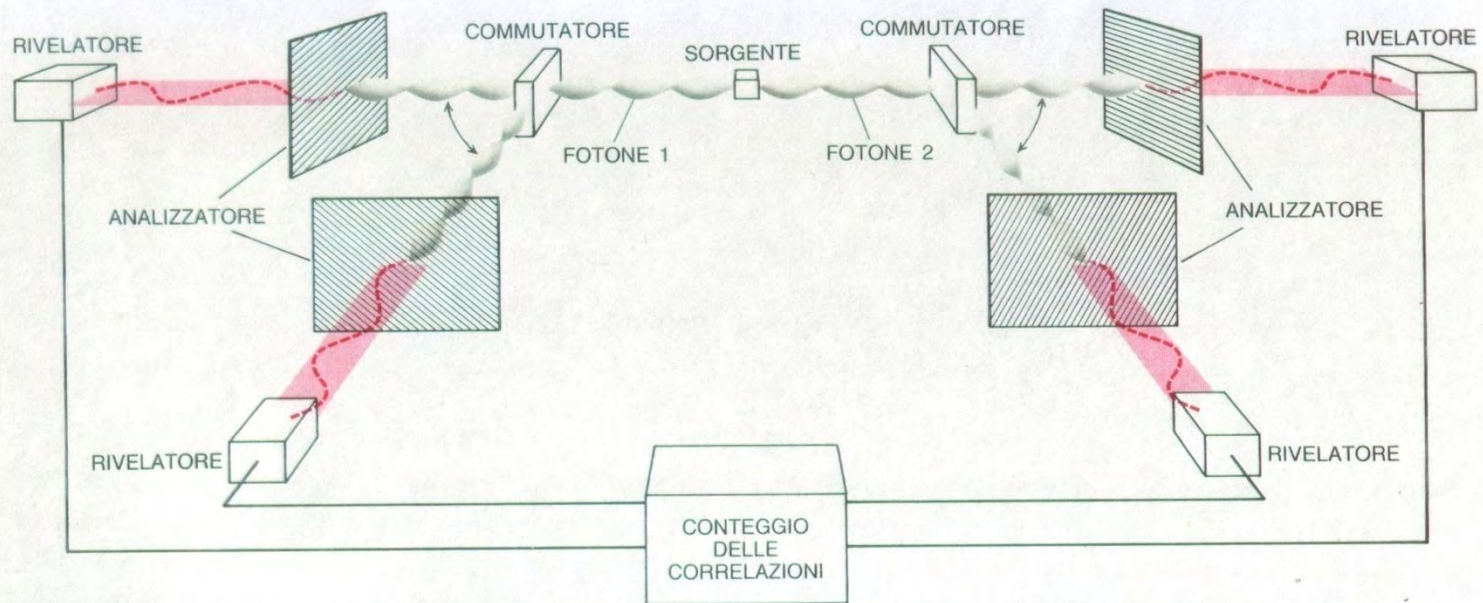 RIVELATORE
COMMUTATORE
SORGENTE
COMMUTATORE
RIVELATORE
FOTONE 1
FOTONE 2
ANALIZZATORE
ANALIZZATORE
RIVELATORE
RIVELATORE
CONTEGGIO
DELLE
CORRELAZIONI